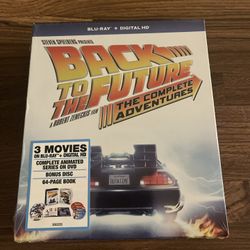 BLU-RAY + DIGITAL HD
STEVEN SPIELBERG PRESENTS
BACK
TO THE
FUTURE
THE COMPLETE
ADVENTURES
A ROBERT ZEMECKIS FILM
3 MOVIES
ON BLU-RAY + DIGITAL HD
COMPLETE ANIMATED
SERIES ON DVD
BONUS DISC
64-PAGE BOOK